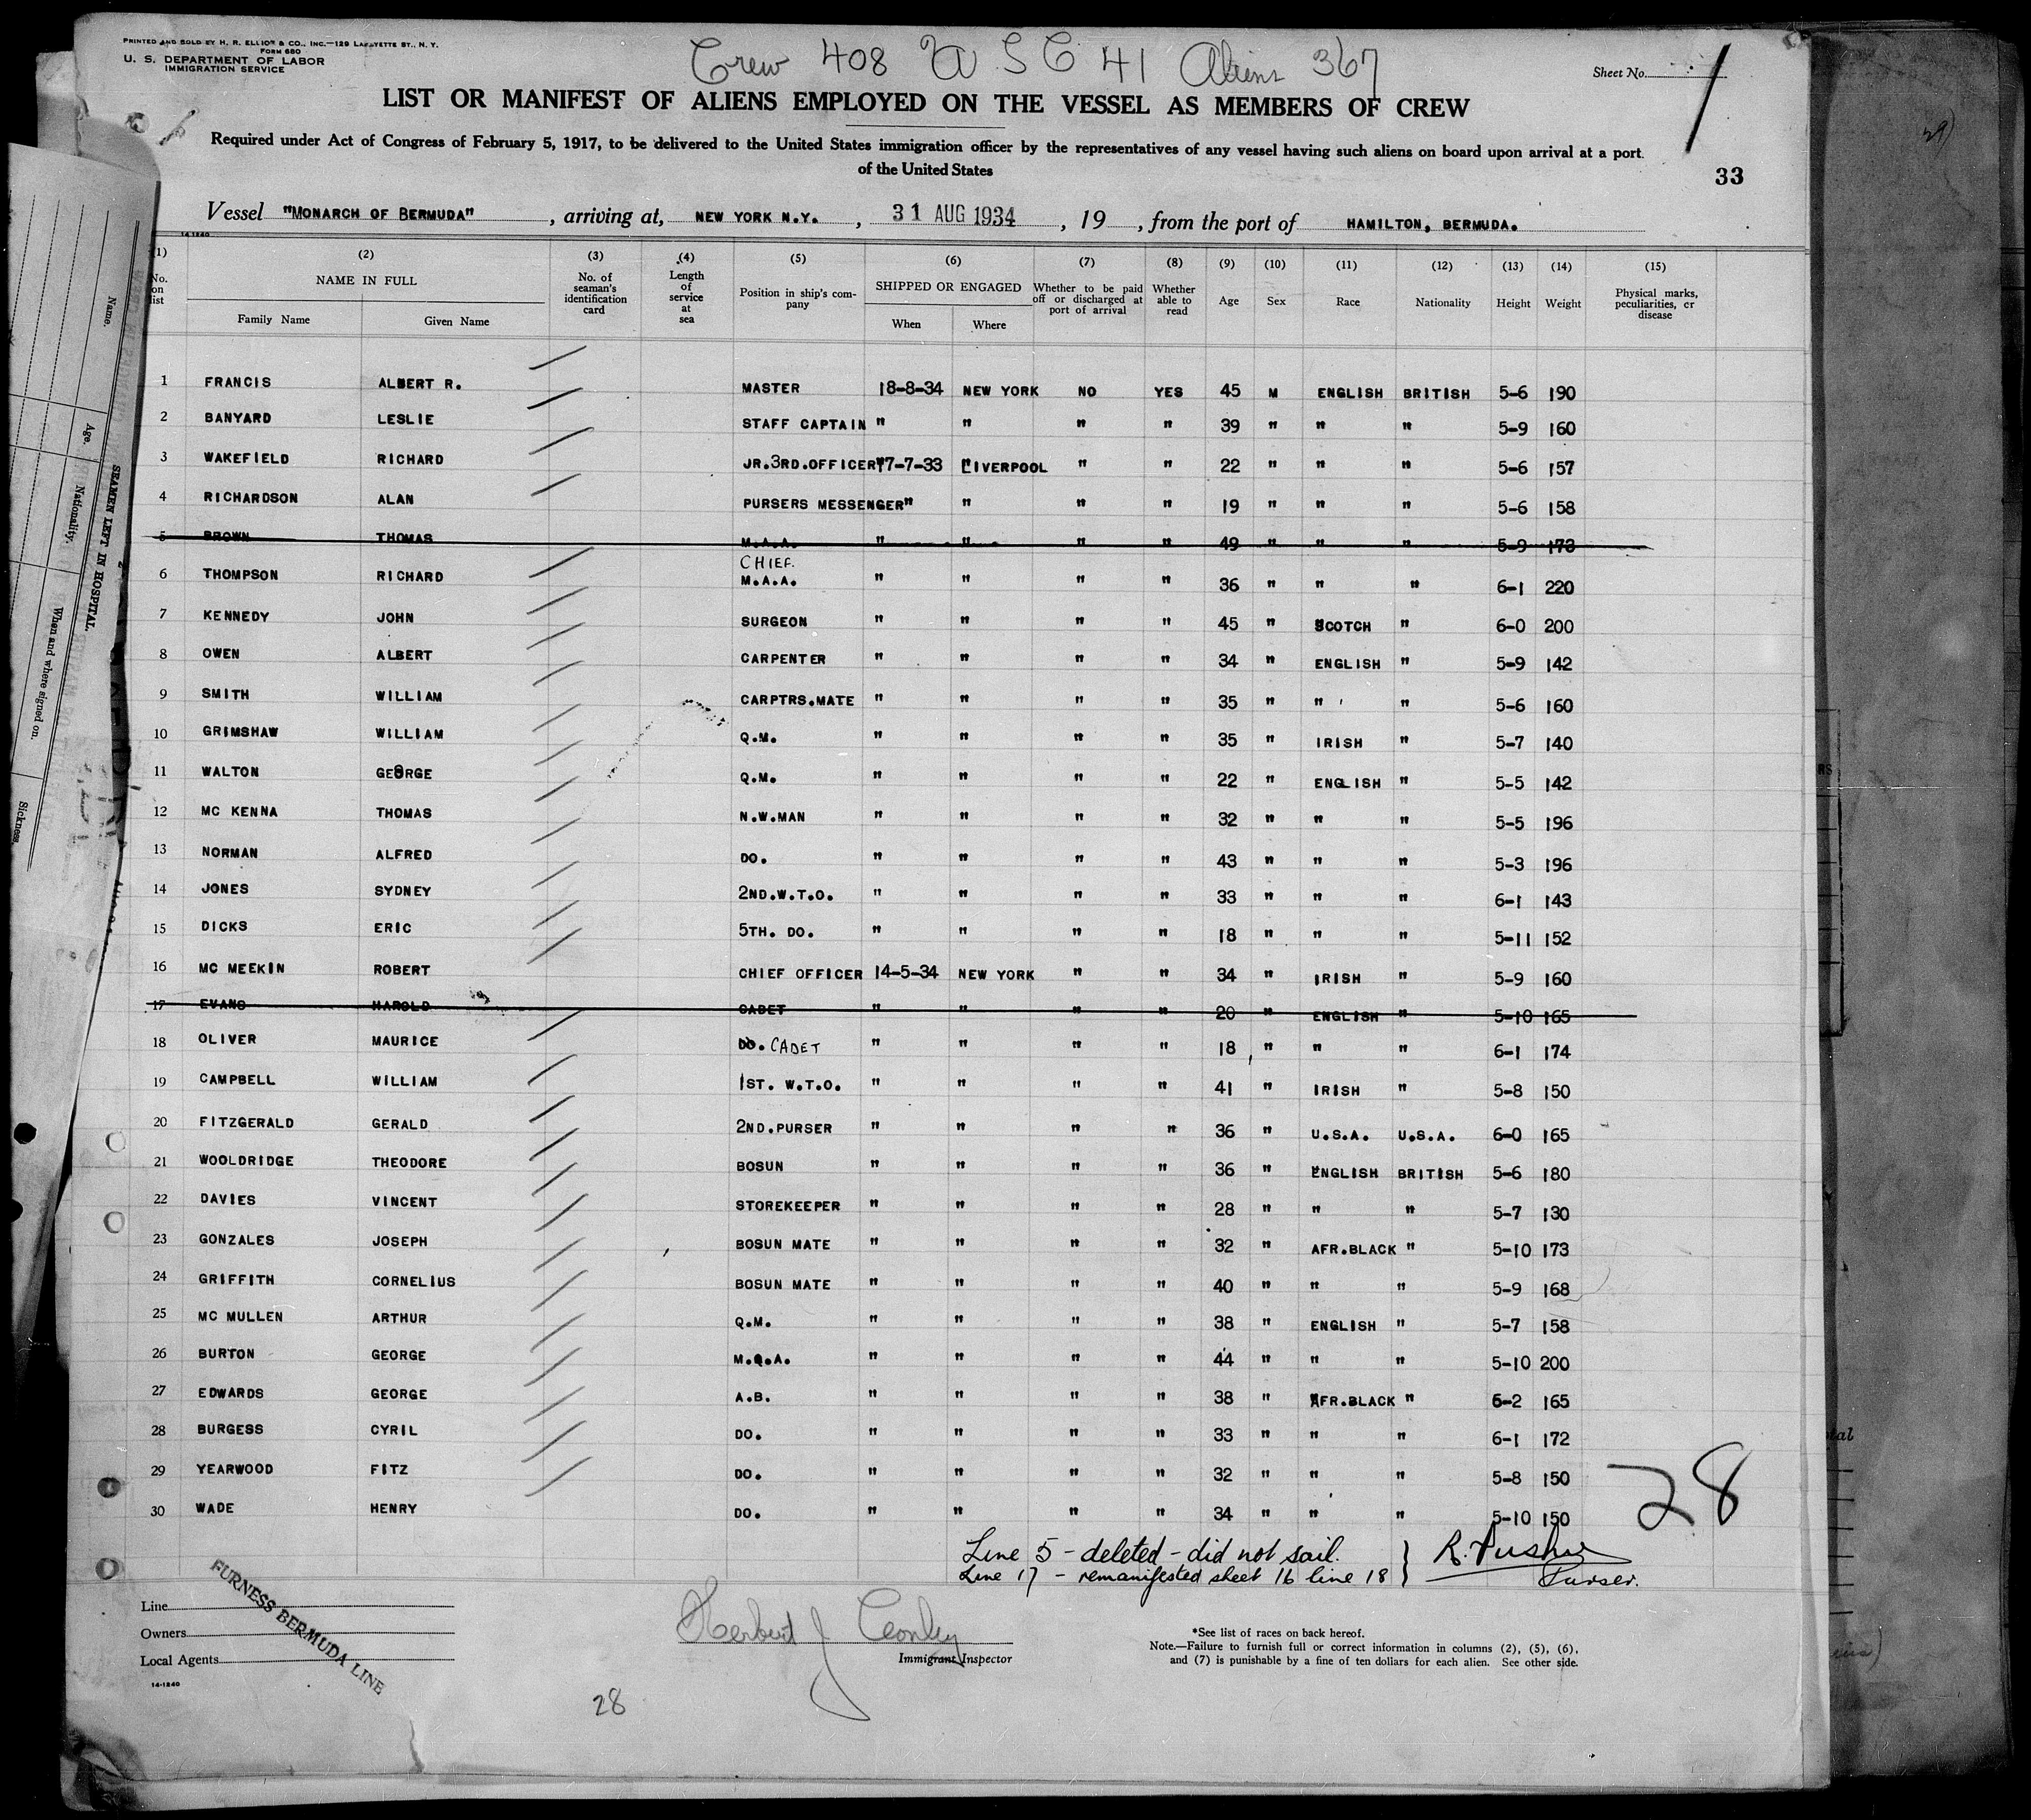 PRINTED AND SOLD BY H. R. ELLIOT & CO., INC.—129 LAFAYETTE ST., N. Y.
FORM 680
U. S. DEPARTMENT OF LABOR
IMMIGRATION SERVICE
Crew 408 U S C 41 Aliens 367
Sheet No. 1
LIST OR MANIFEST OF ALIENS EMPLOYED ON THE VESSEL AS MEMBERS OF CREW
Required under Act of Congress of February 5, 1917, to be delivered to the United States immigration officer by the representatives of any vessel having such aliens on board upon arrival at a port
of the United States
33
Vessel "MONARCH OF BERMUDA", arriving at, NEW YORK N.Y., 31 AUG 1934, 19 , from the port of HAMILTON, BERMUDA.
14-1240
(1) (2) (3) (4) (5) (6) (7) (8) (9) (10) (11) (12) (13) (14) (15)
No. on list NAME IN FULL Family Name Given Name No. of seaman's identification card Length of service at sea Position in ship's company SHIPPED OR ENGAGED When Where Whether to be paid off or discharged at port of arrival Whether able to read Age Sex Race Nationality Height Weight Physical marks, peculiarities, or disease
1 FRANCIS ALBERT R. MASTER 18-8-34 NEW YORK NO YES 45 M ENGLISH BRITISH 5-6 190
2 BANYARD LESLIE STAFF CAPTAIN " " " " 39 " " " 5-9 160
3 WAKEFIELD RICHARD JR.3RD.OFFICER 17-7-33 LIVERPOOL " " 22 " " " 5-6 157
4 RICHARDSON ALAN PURSERS MESSENGER " " " " 19 " " " 5-6 158
5 BROWN THOMAS M.A.A. " " " " 49 " " " 5-9 173
6 THOMPSON RICHARD CHIEF. M.A.A. " " " " 36 " " " 6-1 220
7 KENNEDY JOHN SURGEON " " " " 45 " SCOTCH " 6-0 200
8 OWEN ALBERT CARPENTER " " " " 34 " ENGLISH " 5-9 142
9 SMITH WILLIAM CARPTRS.MATE " " " " 35 " " " 5-6 160
10 GRIMSHAW WILLIAM Q.M. " " " " 35 " IRISH " 5-7 140
11 WALTON GEORGE Q.M. " " " " 22 " ENGLISH " 5-5 142
12 MC KENNA THOMAS N.W.MAN " " " " 32 " " " 5-5 196
13 NORMAN ALFRED DO. " " " " 43 " " " 5-3 196
14 JONES SYDNEY 2ND.W.T.O. " " " " 33 " " " 6-1 143
15 DICKS ERIC 5TH. DO. " " " " 18 " " " 5-11 152
16 MC MEEKIN ROBERT CHIEF OFFICER 14-5-34 NEW YORK " " 34 " IRISH " 5-9 160
17 EVANS HAROLD CADET " " " " 20 " ENGLISH " 5-10 165
18 OLIVER MAURICE DO. CADET " " " " 18 " " " 6-1 174
19 CAMPBELL WILLIAM 1ST. W.T.O. " " " " 41 " IRISH " 5-8 150
20 FITZGERALD GERALD 2ND.PURSER " " " " 36 " U.S.A. U.S.A. 6-0 165
21 WOOLDRIDGE THEODORE BOSUN " " " " 36 " ENGLISH BRITISH 5-6 180
22 DAVIES VINCENT STOREKEEPER " " " " 28 " " " 5-7 130
23 GONZALES JOSEPH BOSUN MATE " " " " 32 " AFR.BLACK " 5-10 173
24 GRIFFITH CORNELIUS BOSUN MATE " " " " 40 " " " 5-9 168
25 MC MULLEN ARTHUR Q.M. " " " " 38 " ENGLISH " 5-7 158
26 BURTON GEORGE M.A.A. " " " " 44 " " " 5-10 200
27 EDWARDS GEORGE A.B. " " " " 38 " AFR.BLACK " 6-2 165
28 BURGESS CYRIL DO. " " " " 33 " " " 6-1 172
29 YEARWOOD FITZ DO. " " " " 32 " " " 5-8 150
30 WADE HENRY DO. " " " " 34 " " " 5-10 150
28
Line 5 - deleted - did not sail.
Line 17 - remanifested sheet 16 line 18
Purser.
Line
Owners
Local Agents
FURNESS BERMUDA LINE
14-1240
Herbert J Conley
Immigrant Inspector
*See list of races on back hereof.
Note.—Failure to furnish full or correct information in columns (2), (5), (6),
and (7) is punishable by a fine of ten dollars for each alien. See other side.
28
SEAMEN LEFT IN HOSPITAL.
Name.
Age.
Nationality.
When and where signed on.
Sickness.